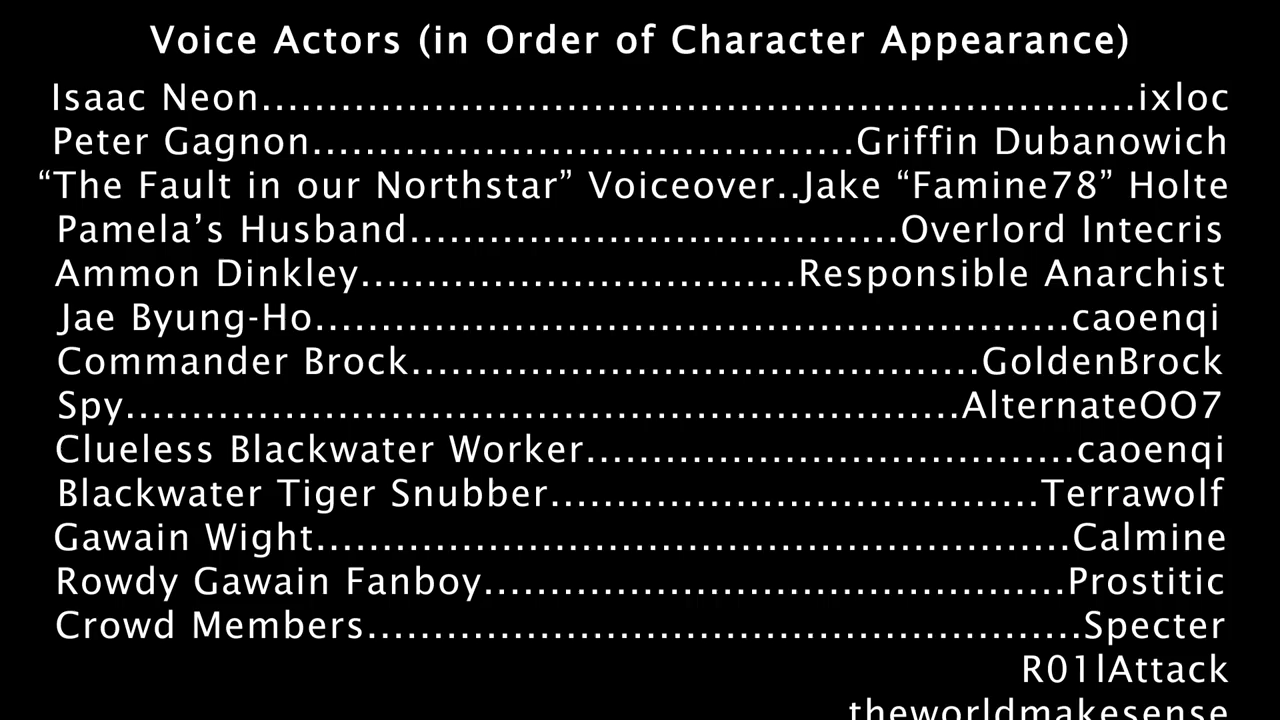 Voice Actors (in Order of Character Appearance)
Isaac Neon..................................................................ixloc
Peter Gagnon.........................................Griffin Dubanowich
“The Fault in our Northstar” Voiceover..Jake “Famine78” Holte
Pamela’s Husband.....................................Overlord Intecris
Ammon Dinkley.................................Responsible Anarchist
Jae Byung-Ho.........................................................caoenqi
Commander Brock...........................................GoldenBrock
Spy...............................................................AlternateOO7
Clueless Blackwater Worker.....................................caoenqi
Blackwater Tiger Snubber.....................................Terrawolf
Gawain Wight.........................................................Calmine
Rowdy Gawain Fanboy............................................Prostitic
Crowd Members......................................................Specter
R01lAttack
theworldmakesense